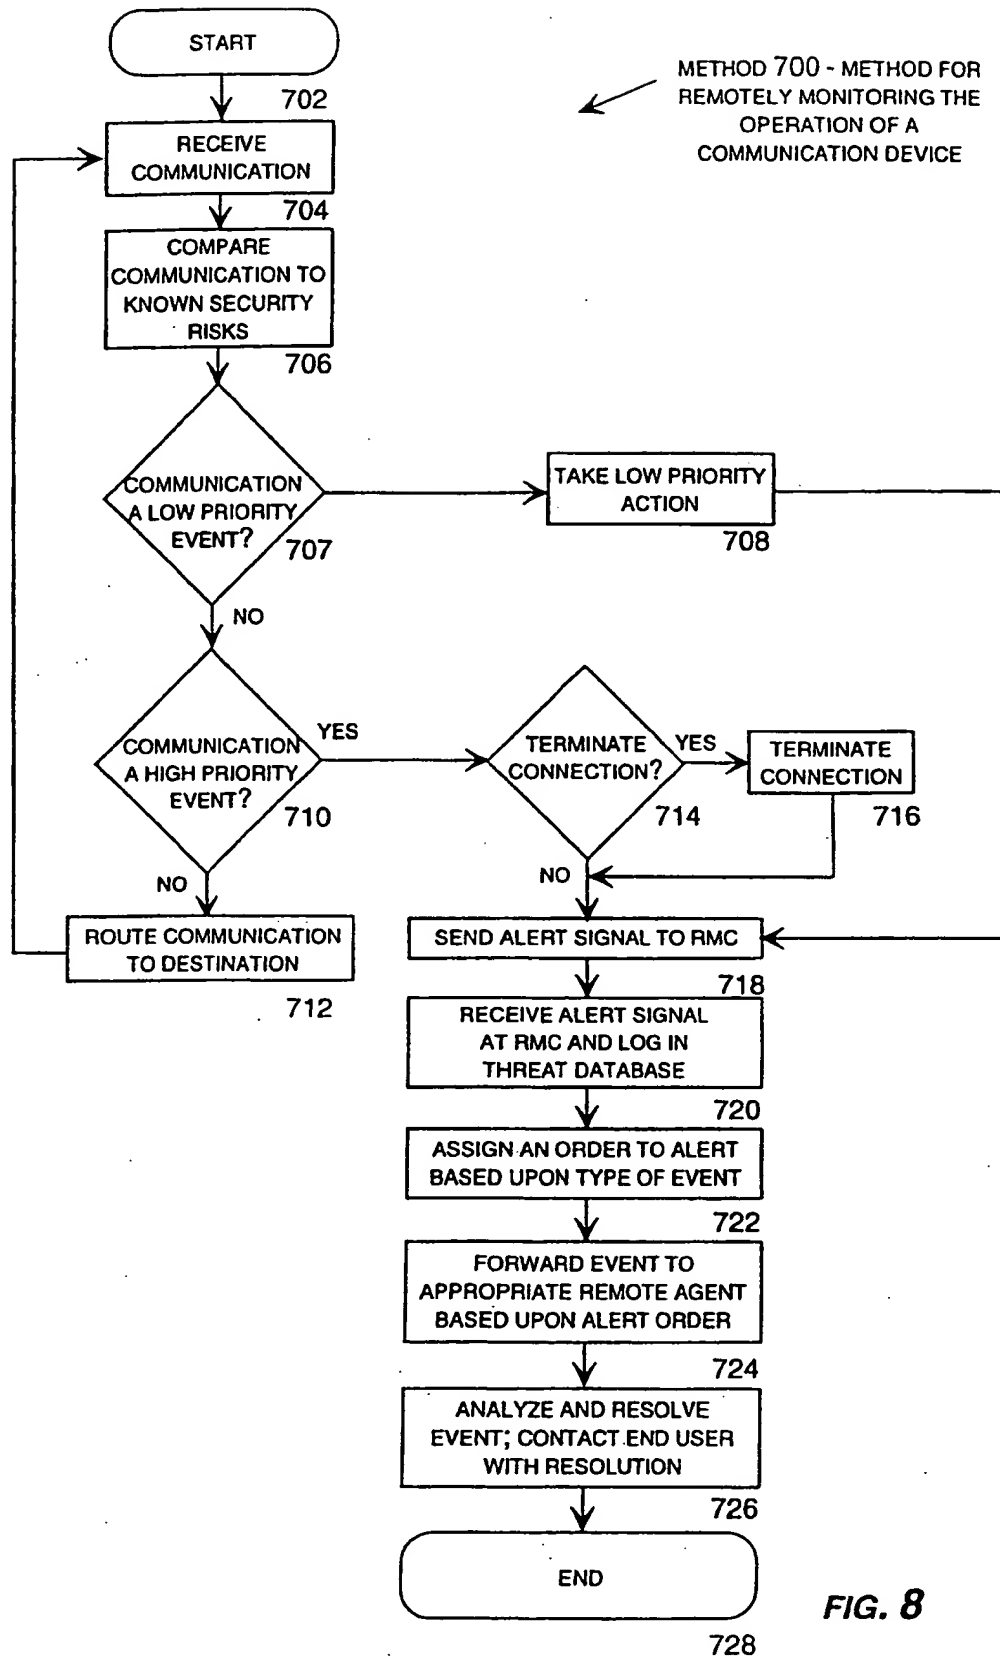 START
METHOD 700 - METHOD FOR
REMOTELY MONITORING THE
OPERATION OF A
COMMUNICATION DEVICE
702
RECEIVE
COMMUNICATION
704
COMPARE
COMMUNICATION TO
KNOWN SECURITY
RISKS
706
COMMUNICATION
A LOW PRIORITY
EVENT?
707
TAKE LOW PRIORITY
ACTION
708
NO
COMMUNICATION
A HIGH PRIORITY
EVENT?
710
YES
TERMINATE
CONNECTION?
714
YES
TERMINATE
CONNECTION
716
NO
NO
ROUTE COMMUNICATION
TO DESTINATION
712
SEND ALERT SIGNAL TO RMC
718
RECEIVE ALERT SIGNAL
AT RMC AND LOG IN
THREAT DATABASE
720
ASSIGN AN ORDER TO ALERT
BASED UPON TYPE OF EVENT
722
FORWARD EVENT TO
APPROPRIATE REMOTE AGENT
BASED UPON ALERT ORDER
724
ANALYZE AND RESOLVE
EVENT; CONTACT END USER
WITH RESOLUTION
726
END
728
FIG. 8